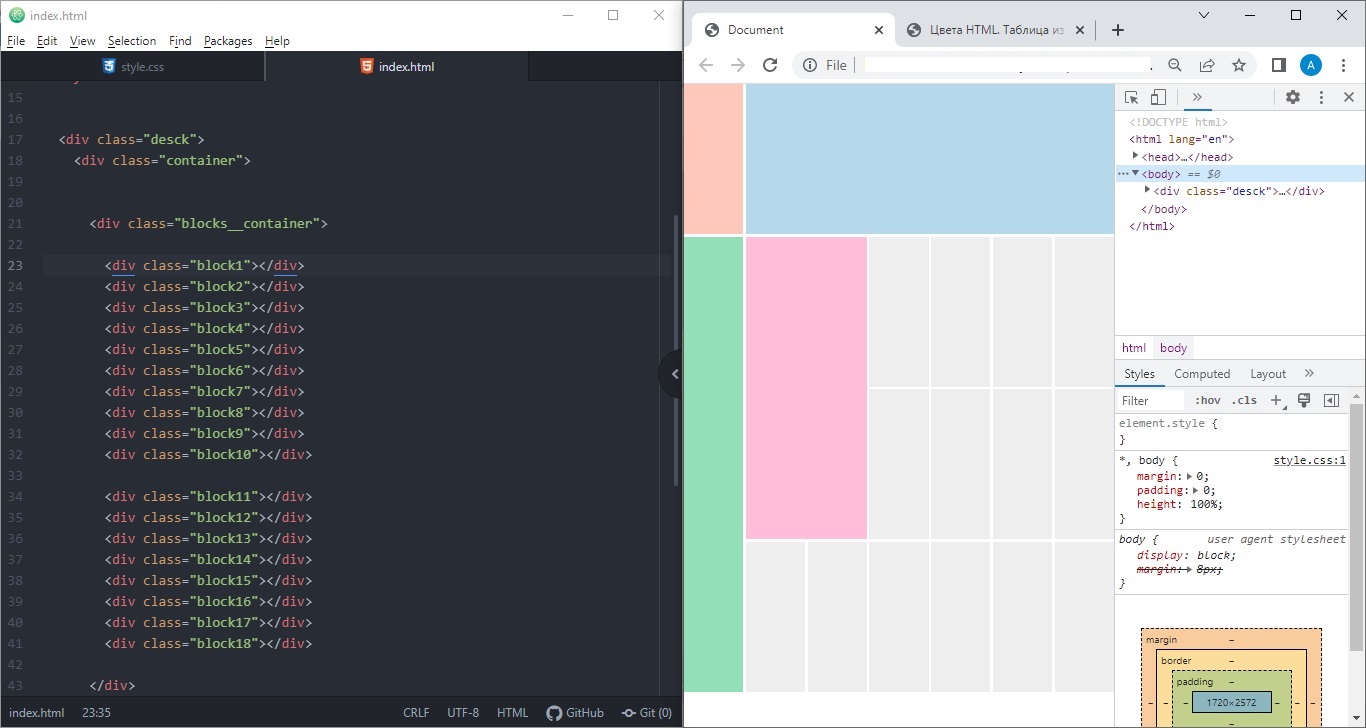 index.html
File Edit View Selection Find Packages Help
style.css
index.html
15
16
17 <div class="desck">
18 <div class="container">
19
20
21 <div class="blocks__container">
22
23 <div class="block1"></div>
24 <div class="block2"></div>
25 <div class="block3"></div>
26 <div class="block4"></div>
27 <div class="block5"></div>
28 <div class="block6"></div>
29 <div class="block7"></div>
30 <div class="block8"></div>
31 <div class="block9"></div>
32 <div class="block10"></div>
33
34 <div class="block11"></div>
35 <div class="block12"></div>
36 <div class="block13"></div>
37 <div class="block14"></div>
38 <div class="block15"></div>
39 <div class="block16"></div>
40 <div class="block17"></div>
41 <div class="block18"></div>
42
43 </div>
index.html 23:35 CRLF UTF-8 HTML GitHub Git (0)
Document
Цвета HTML. Таблица из
File
A
<!DOCTYPE html>
<html lang="en">
<head>…</head>
<body> == $0
<div class="desck">…</div>
</body>
</html>
html body
Styles Computed Layout
Filter :hov .cls
element.style {
}
*, body { style.css:1
margin: 0;
padding: 0;
height: 100%;
}
body { user agent stylesheet
display: block;
margin: 8px;
}
margin –
border –
padding –
– – – 1720×2572 – – –